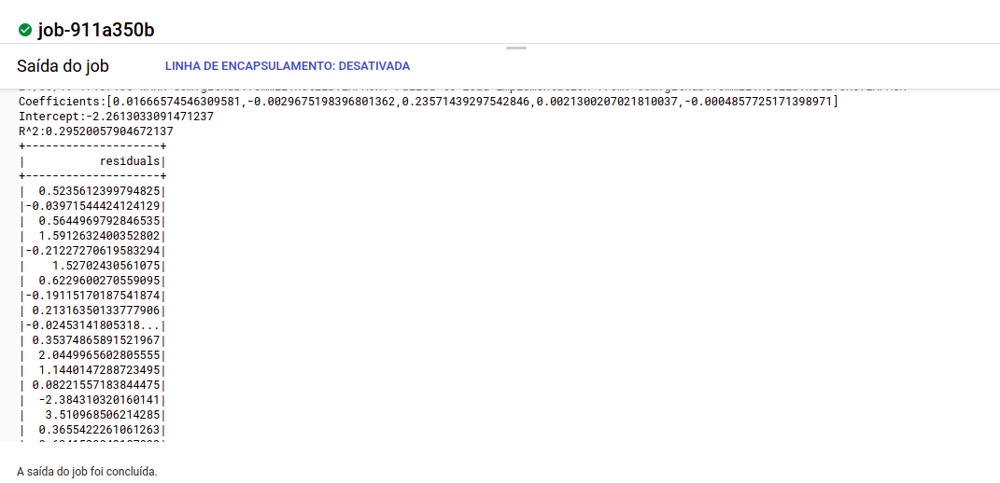 job-911a350b
Saída do job LINHA DE ENCAPSULAMENTO: DESATIVADA
Coefficients:[0.01666574546309581,-0.0029675198396801362,0.23571439297542846,0.0021300207021810037,-0.0004857725171398971]
Intercept:-2.2613033091471237
R^2:0.29520057904672137
+--------------------+
| residuals|
+--------------------+
| 0.5235612399794825|
|-0.03971544424124129|
| 0.5644969792846535|
| 1.5912632400352802|
|-0.21227270619583294|
| 1.52702430561075|
| 0.6229600270559095|
|-0.19115170187541874|
| 0.21316350133777906|
|-0.02453141805318...|
| 0.35374865891521967|
| 2.0449965602805555|
| 1.1440147288723495|
| 0.08221557183844475|
| -2.384310320160141|
| 3.510968506214285|
| 0.3655422261061263|
A saída do job foi concluída.